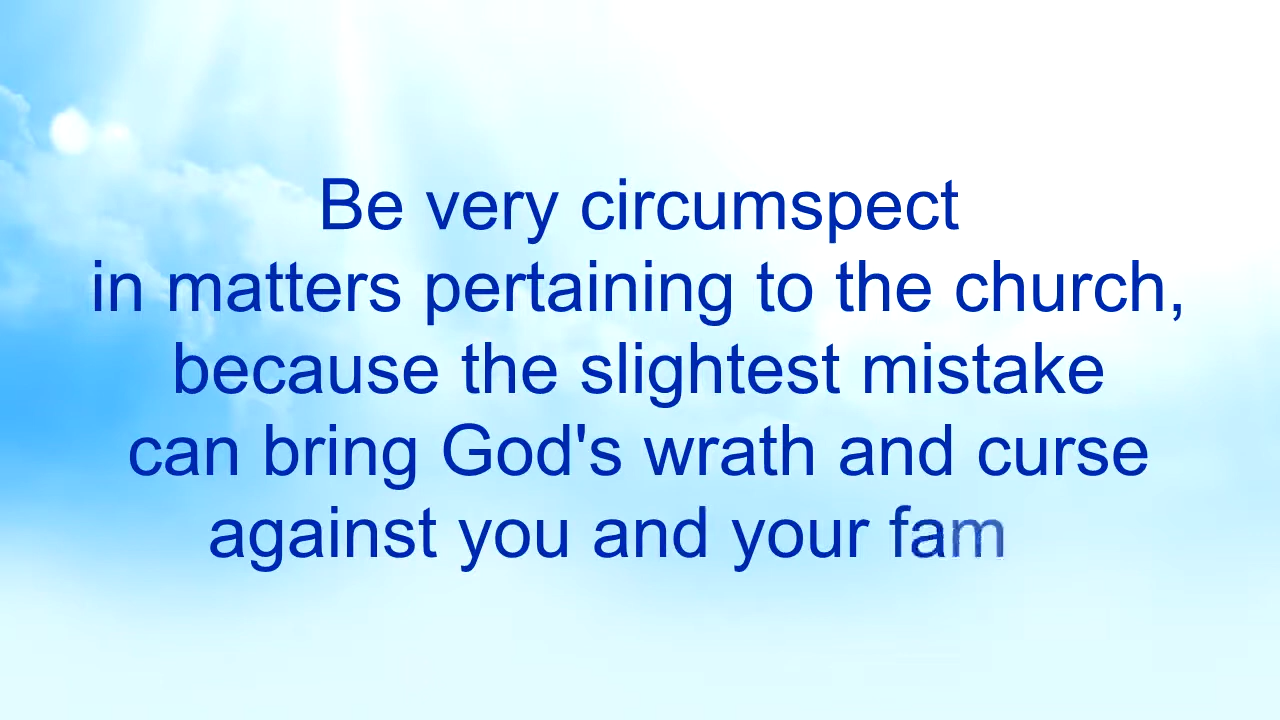 Be very circumspect
in matters pertaining to the church,
because the slightest mistake
can bring God's wrath and curse
against you and your fam